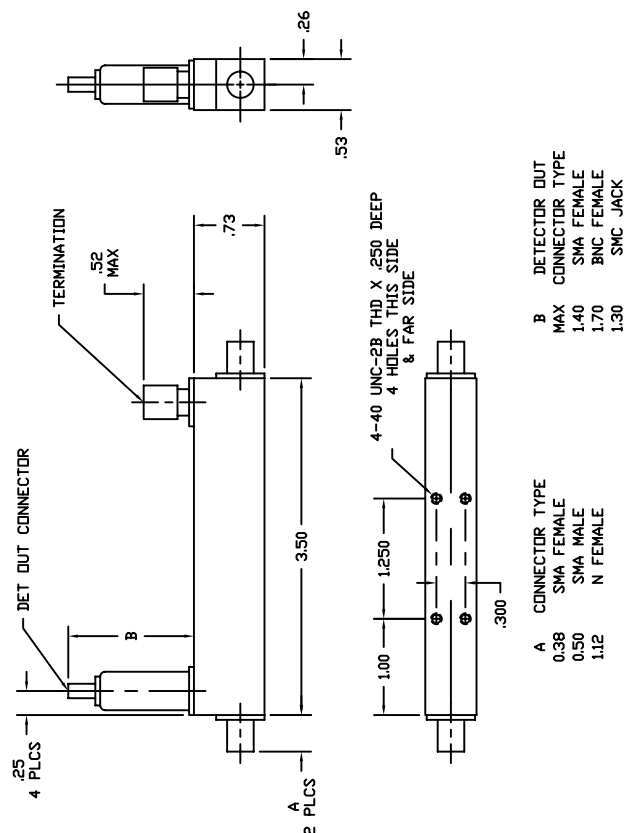 .26
.53
TERMINATION
.52
MAX
.73
DET OUT CONNECTOR
B
.25
4 PLCS
3.50
A
2 PLCS
4-40 UNC-2B THD X .250 DEEP
4 HOLES THIS SIDE
& FAR SIDE
1.250
1.00
.300
A CONNECTOR TYPE
0.38 SMA FEMALE
0.50 SMA MALE
1.12 N FEMALE
B DETECTOR OUT
MAX CONNECTOR TYPE
1.40 SMA FEMALE
1.70 BNC FEMALE
1.30 SMC JACK